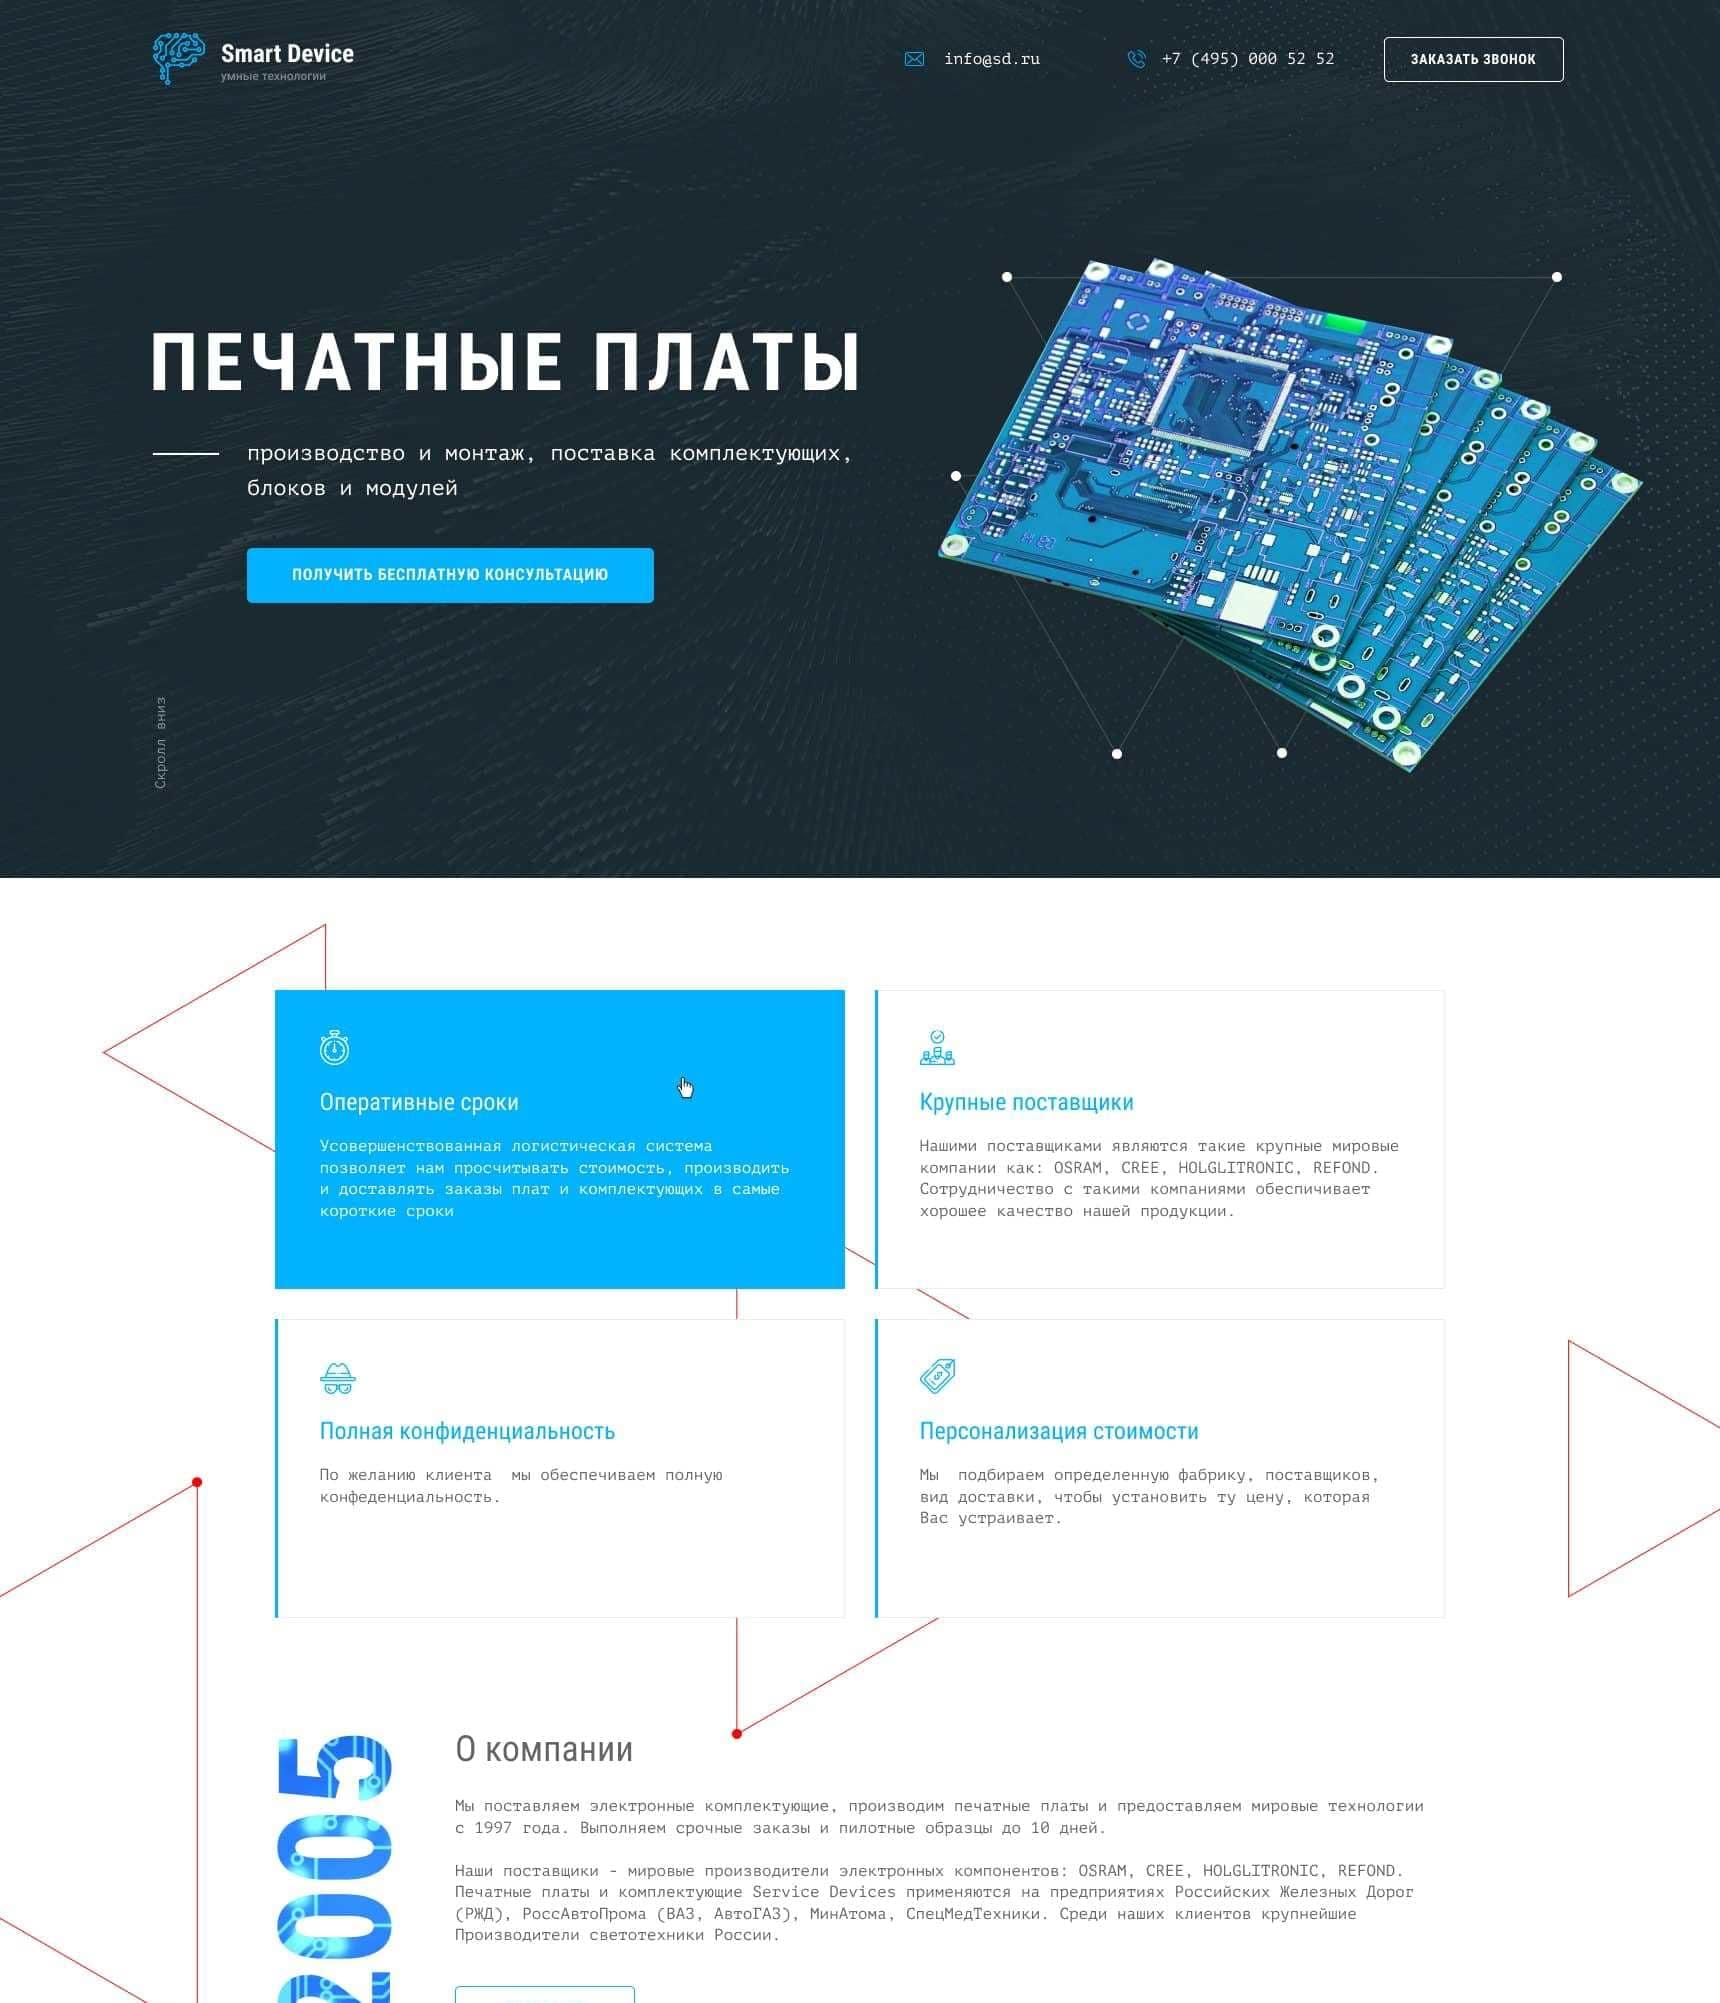 Smart Device
умные технологии
info@sd.ru
+7 (495) 000 52 52
ЗАКАЗАТЬ ЗВОНОК
ПЕЧАТНЫЕ ПЛАТЫ
производство и монтаж, поставка комплектующих,
блоков и модулей
ПОЛУЧИТЬ БЕСПЛАТНУЮ КОНСУЛЬТАЦИЮ
Скролл вниз
Оперативные сроки
Усовершенствованная логистическая система
позволяет нам просчитывать стоимость, производить
и доставлять заказы плат и комплектующих в самые
короткие сроки
Крупные поставщики
Нашими поставщиками являются такие крупные мировые
компании как: OSRAM, CREE, HOLGLITRONIC, REFOND.
Сотрудничество с такими компаниями обеспичивает
хорошее качество нашей продукции.
Полная конфиденциальность
По желанию клиента  мы обеспечиваем полную
конфеденциальность.
Персонализация стоимости
Мы  подбираем определенную фабрику, поставщиков,
вид доставки, чтобы установить ту цену, которая
Вас устраивает.
2005
О компании
Мы поставляем электронные комплектующие, производим печатные платы и предоставляем мировые технологии
с 1997 года. Выполняем срочные заказы и пилотные образцы до 10 дней.
Наши поставщики - мировые производители электронных компонентов: OSRAM, CREE, HOLGLITRONIC, REFOND.
Печатные платы и комплектующие Service Devices применяются на предприятиях Российских Железных Дорог
(РЖД), РоссАвтоПрома (ВАЗ, АвтоГАЗ), МинАтома, СпецМедТехники. Среди наших клиентов крупнейшие
Производители светотехники России.